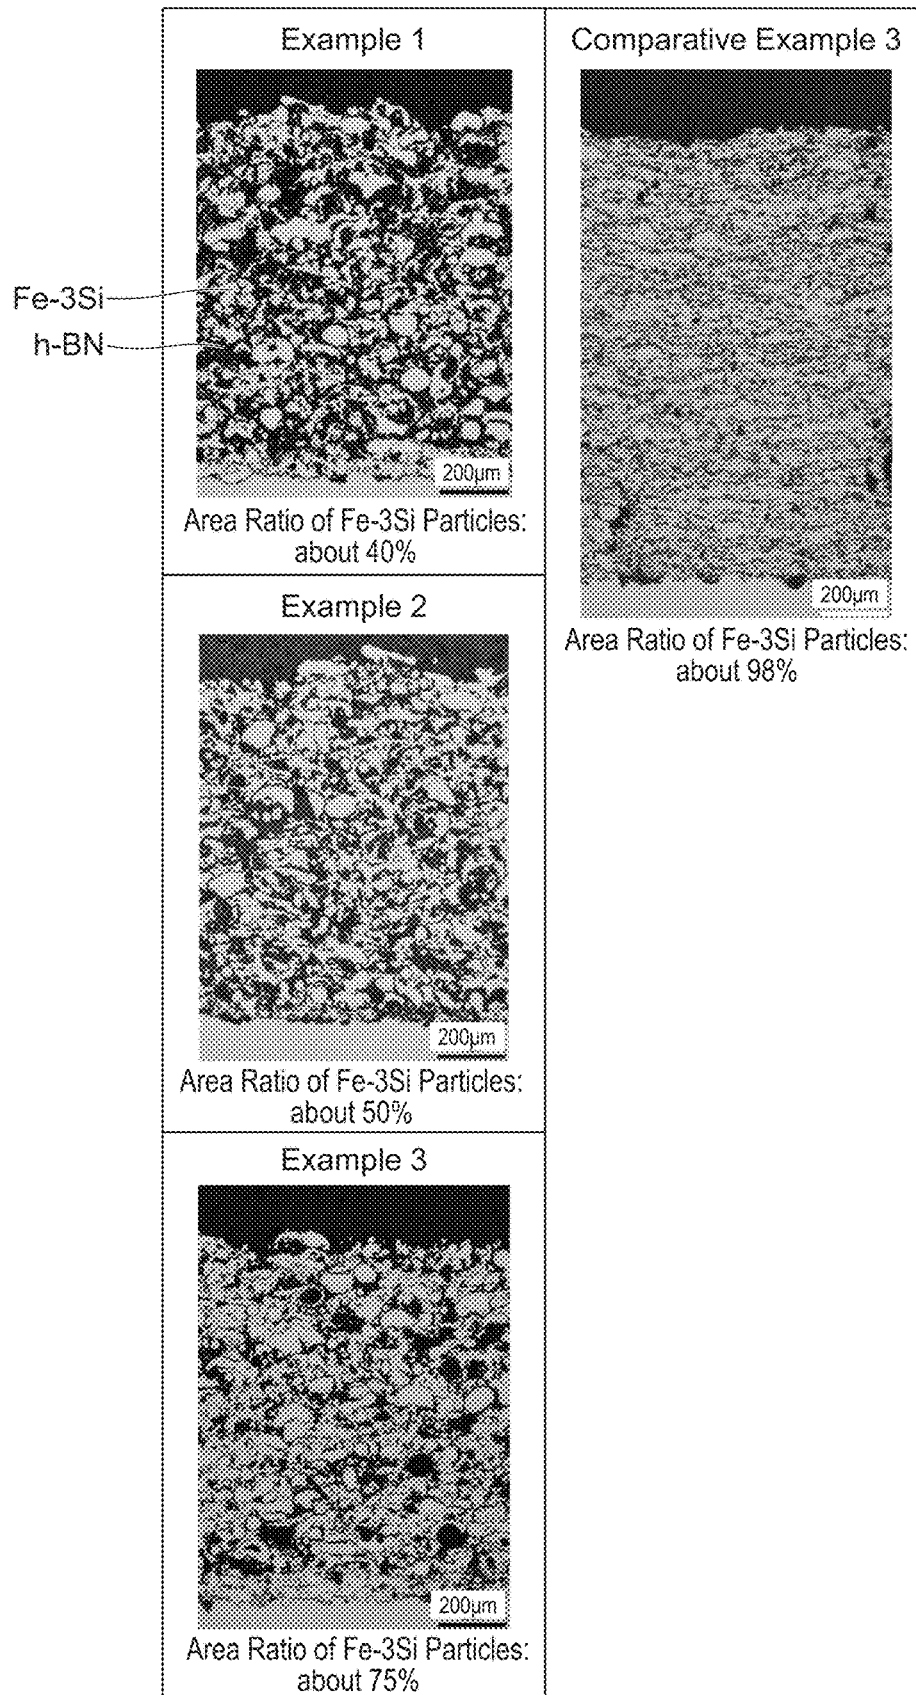 Example 1
Fe-3Si
h-BN
200μm
Area Ratio of Fe-3Si Particles:
about 40%
Example 2
200μm
Area Ratio of Fe-3Si Particles:
about 50%
Example 3
200μm
Area Ratio of Fe-3Si Particles:
about 75%
Comparative Example 3
200μm
Area Ratio of Fe-3Si Particles:
about 98%